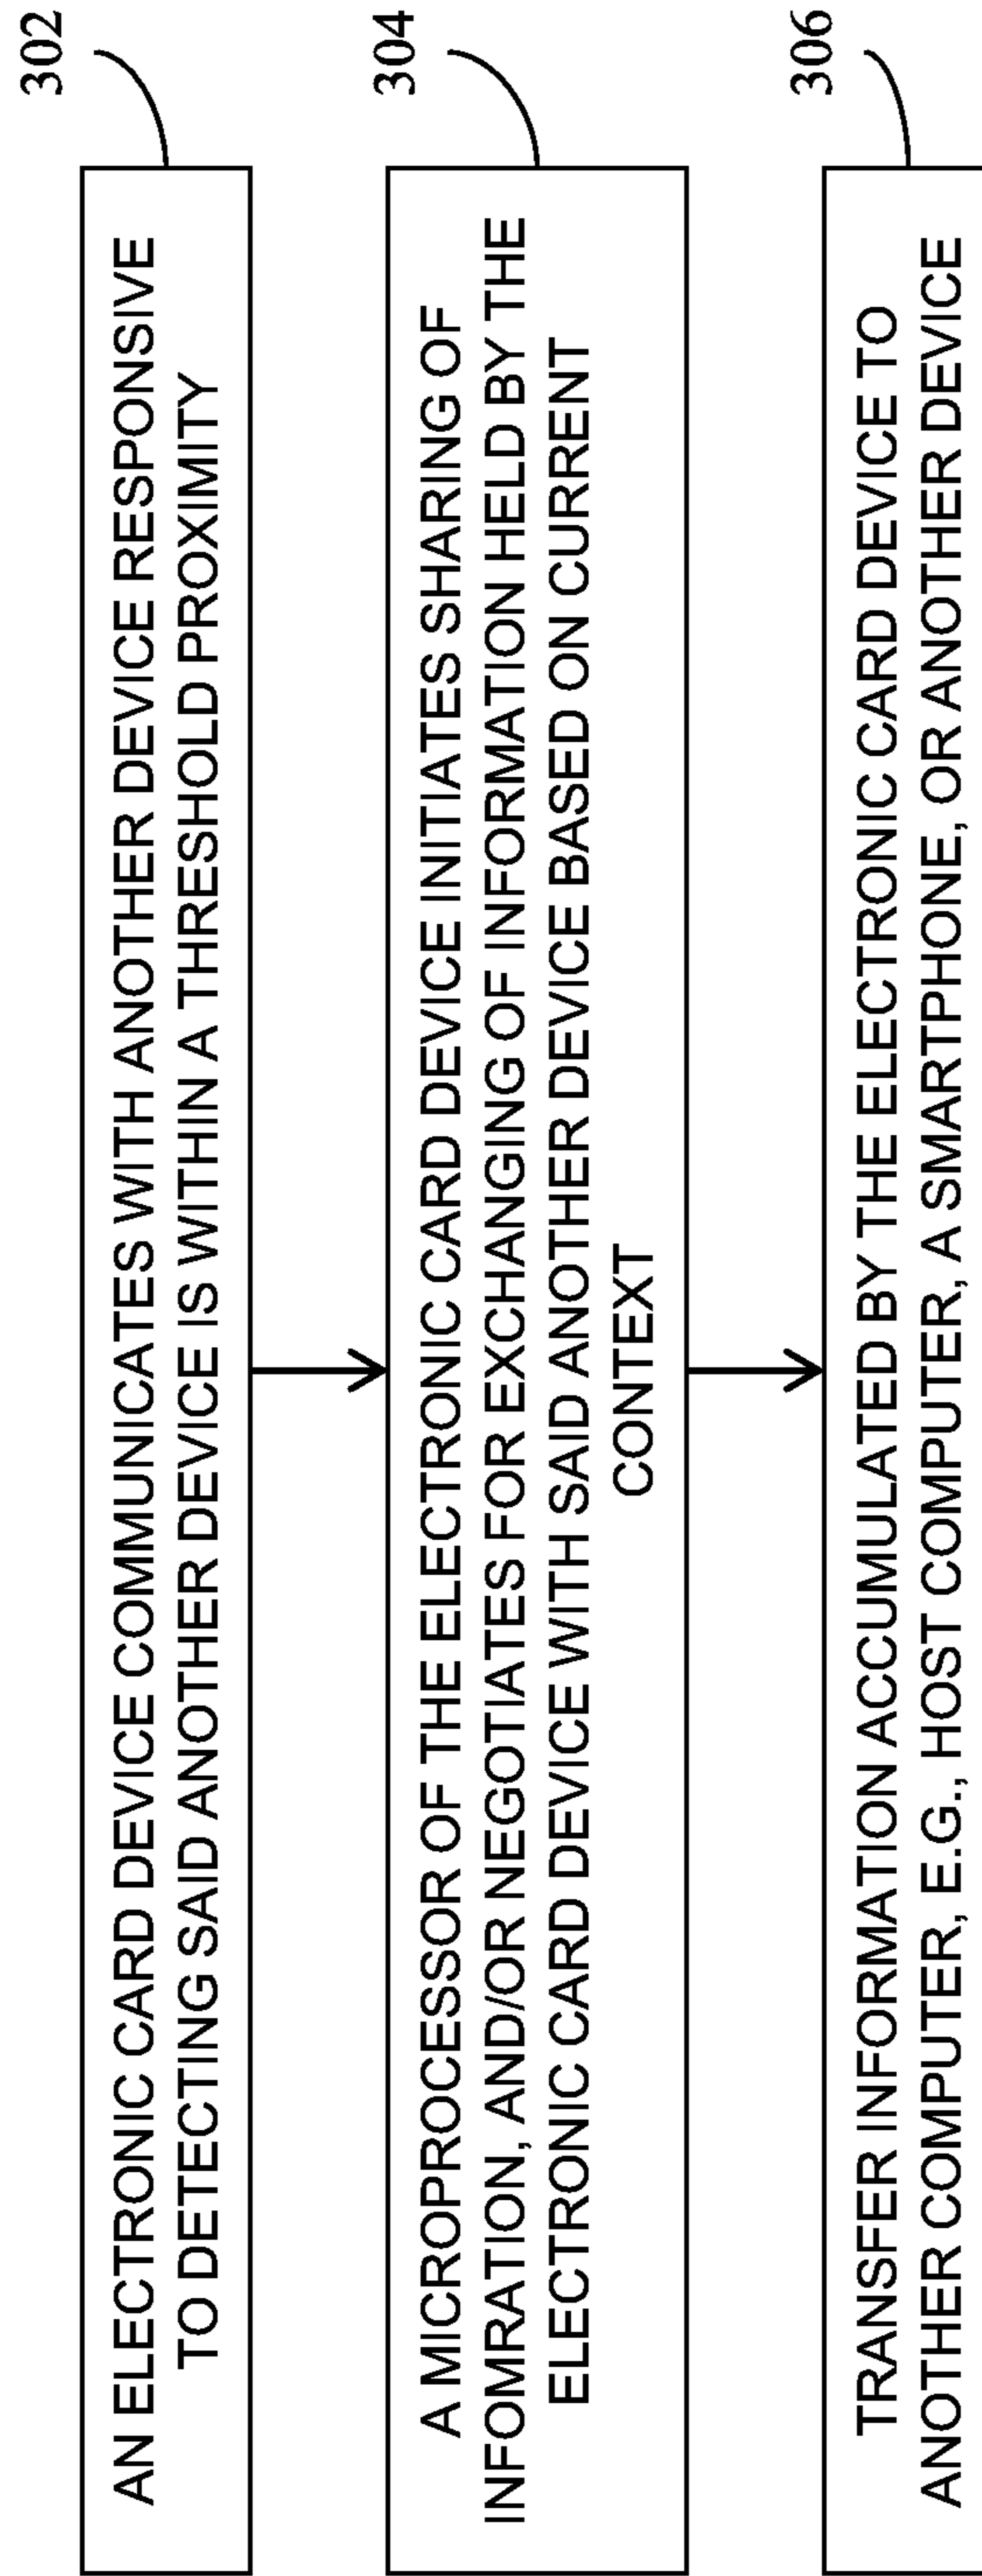 302
AN ELECTRONIC CARD DEVICE COMMUNICATES WITH ANOTHER DEVICE RESPONSIVE
TO DETECTING SAID ANOTHER DEVICE IS WITHIN A THRESHOLD PROXIMITY
304
A MICROPROCESSOR OF THE ELECTRONIC CARD DEVICE INITIATES SHARING OF
INFOMRATION, AND/OR NEGOTIATES FOR EXCHANGING OF INFORMATION HELD BY THE
ELECTRONIC CARD DEVICE WITH SAID ANOTHER DEVICE BASED ON CURRENT
CONTEXT
306
TRANSFER INFORMATION ACCUMULATED BY THE ELECTRONIC CARD DEVICE TO
ANOTHER COMPUTER, E.G., HOST COMPUTER, A SMARTPHONE, OR ANOTHER DEVICE